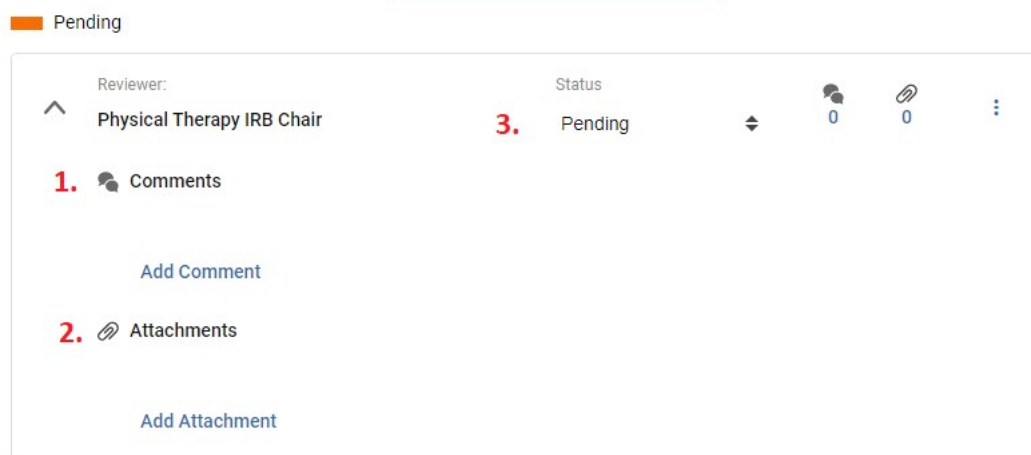 Pending
Reviewer:
Physical Therapy IRB Chair
3. Status
Pending
0
0
1. Comments
Add Comment
2. Attachments
Add Attachment